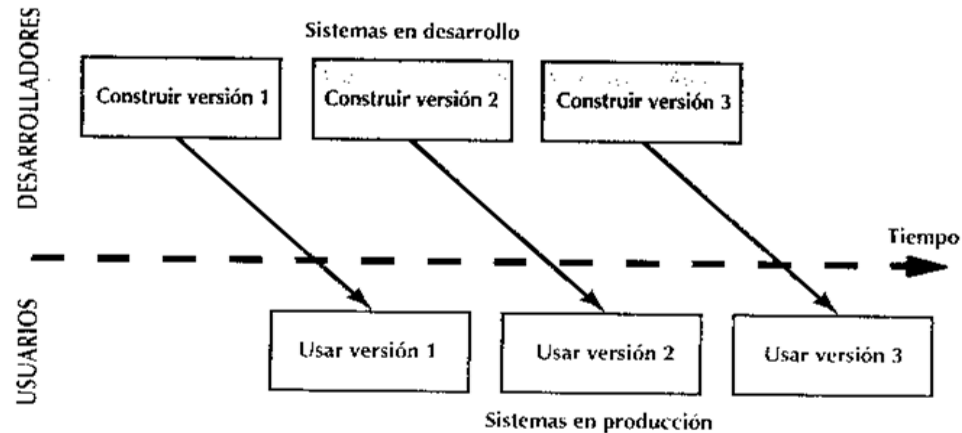 Sistemas en desarrollo
DESARROLLADORES
Construir versión 1
Construir versión 2
Construir versión 3
Tiempo
USUARIOS
Usar versión 1
Usar versión 2
Usar versión 3
Sistemas en producción